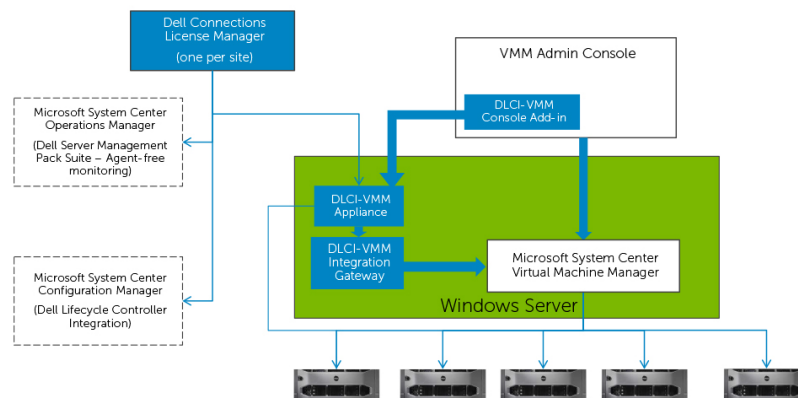 Dell Connections
License Manager
(one per site)
VMM Admin Console
DLCI-VMM
Console Add-in
Microsoft System Center
Operations Manager
(Dell Server Management
Pack Suite – Agent-free
monitoring)
DLCI-VMM
Appliance
DLCI-VMM
Integration
Gateway
Microsoft System Center
Virtual Machine Manager
Windows Server
Microsoft System Center
Configuration Manager
(Dell Lifecycle Controller
Integration)